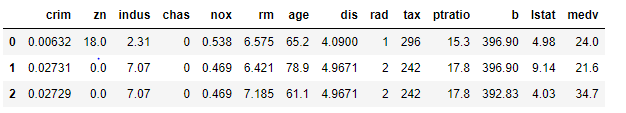 crim zn indus chas nox rm age dis rad tax ptratio b lstat medv
0 0.00632 18.0 2.31 0 0.538 6.575 65.2 4.0900 1 296 15.3 396.90 4.98 24.0
1 0.02731 0.0 7.07 0 0.469 6.421 78.9 4.9671 2 242 17.8 396.90 9.14 21.6
2 0.02729 0.0 7.07 0 0.469 7.185 61.1 4.9671 2 242 17.8 392.83 4.03 34.7